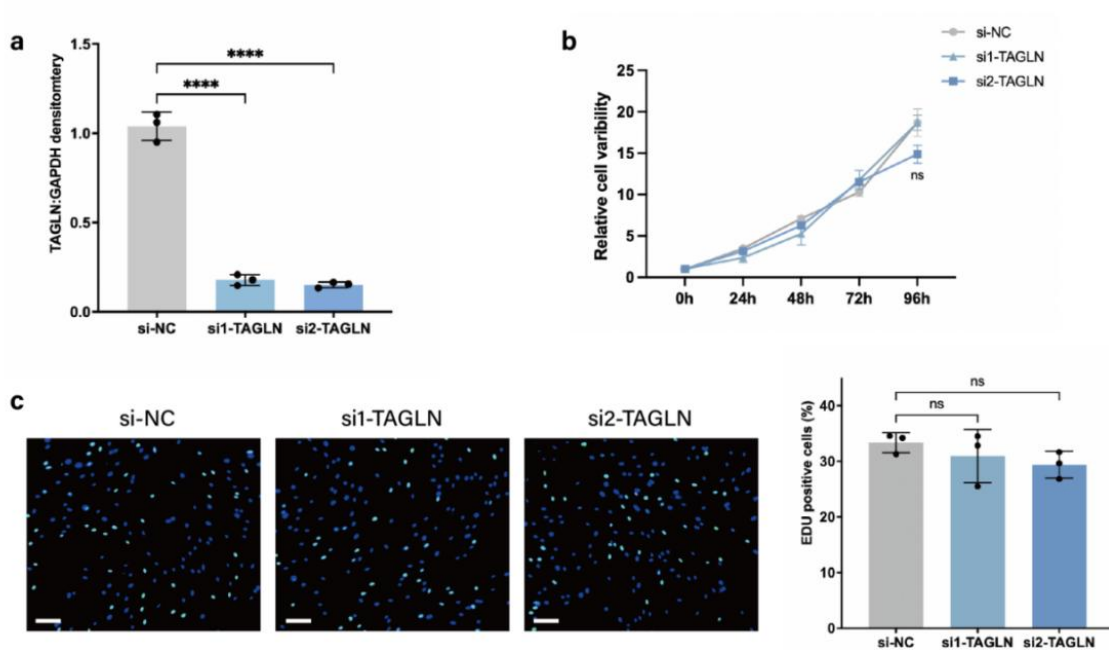 a
TAGLN:GAPDH densitomtery
1.5
1.0
0.5
0.0
****
****
si-NC
si1-TAGLN
si2-TAGLN
b
si-NC
si1-TAGLN
si2-TAGLN
Relative cell varibility
25
20
15
10
5
0
ns
0h
24h
48h
72h
96h
c
si-NC
si1-TAGLN
si2-TAGLN
EDU positive cells (%)
40
30
30
10
0
ns
ns
si-NC
si1-TAGLN
si2-TAGLN